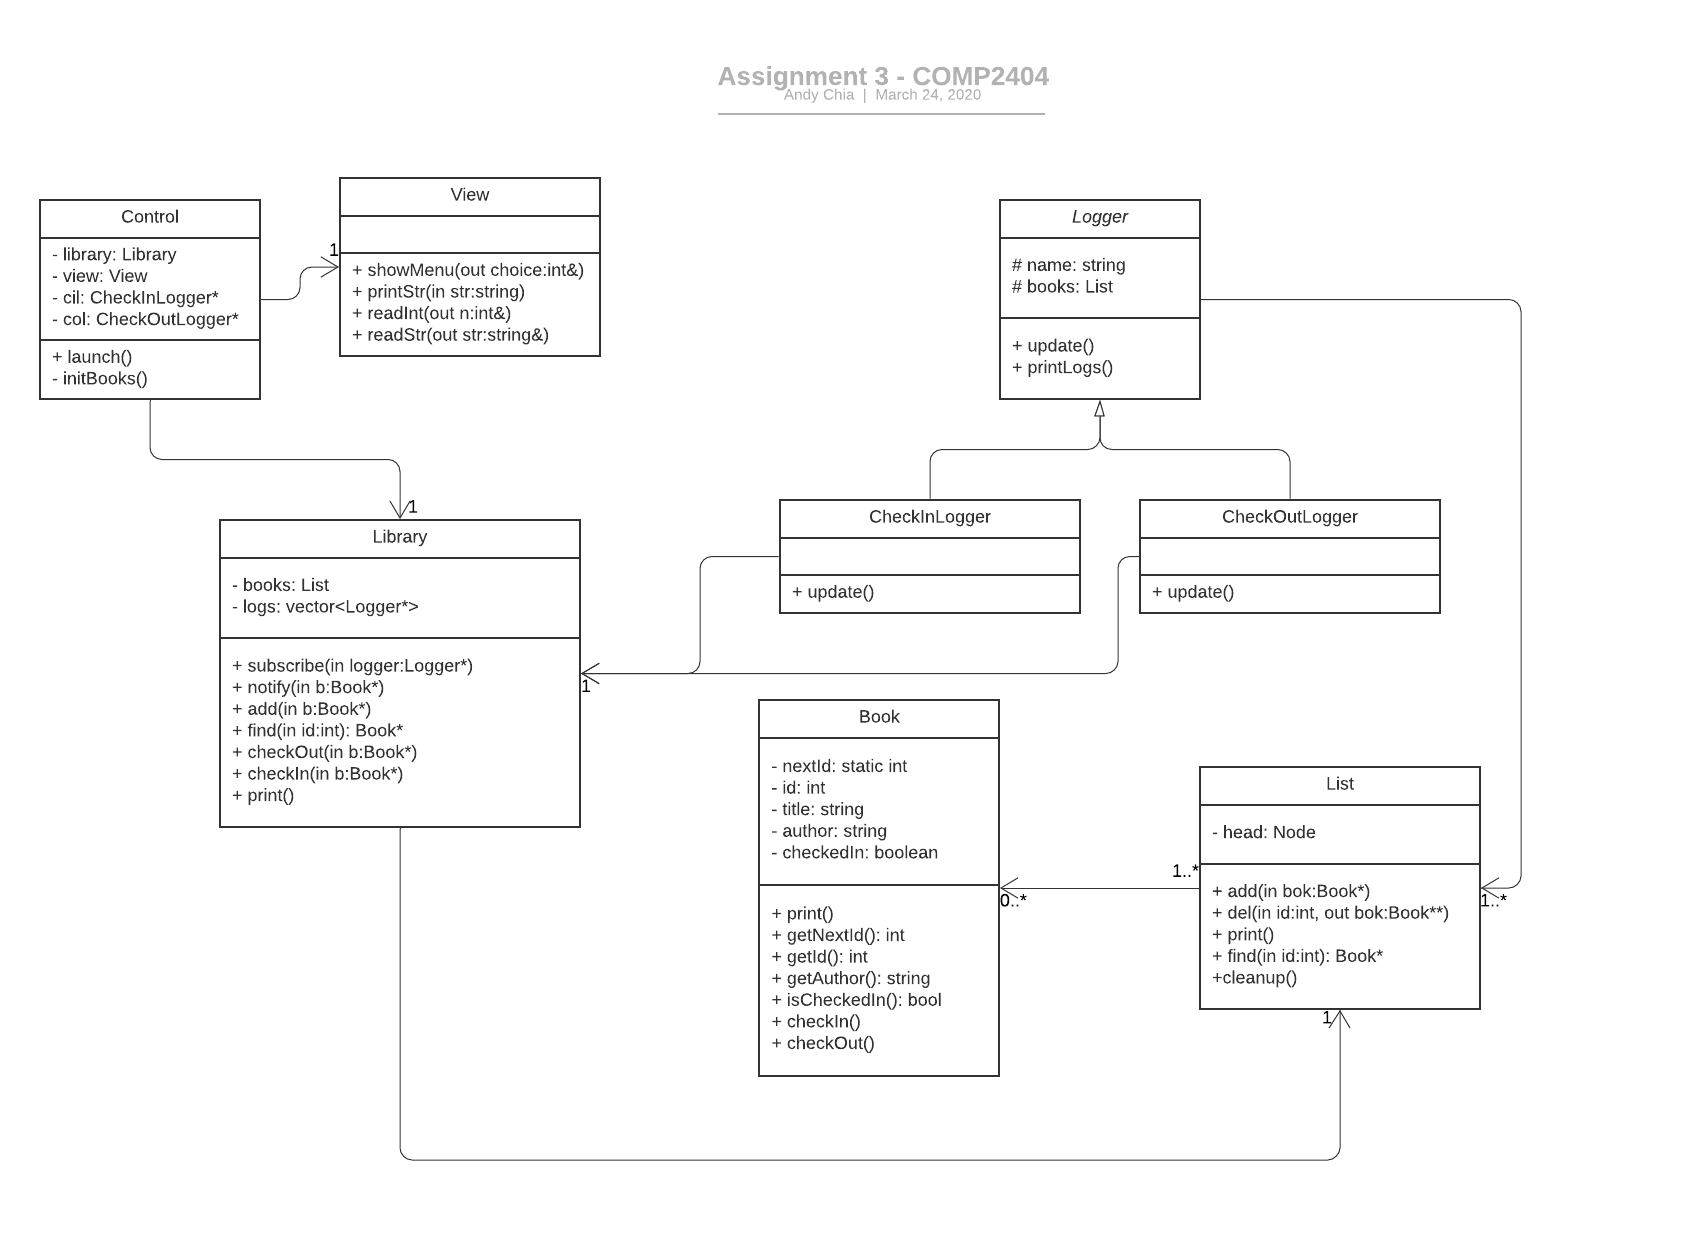 Assignment 3 - COMP2404
Andy Chia | March 24, 2020
Control
- library: Library
- view: View
- cil: CheckInLogger*
- col: CheckOutLogger*
+ launch()
- initBooks()
1
View
+ showMenu(out choice:int&)
+ printStr(in str:string)
+ readInt(out n:int&)
+ readStr(out str:string&)
Logger
# name: string
# books: List
+ update()
+ printLogs()
1
Library
- books: List
- logs: vector<Logger*>
+ subscribe(in logger:Logger*)
+ notify(in b:Book*)
+ add(in b:Book*)
+ find(in id:int): Book*
+ checkOut(in b:Book*)
+ checkIn(in b:Book*)
+ print()
1
CheckInLogger
+ update()
CheckOutLogger
+ update()
Book
- nextId: static int
- id: int
- title: string
- author: string
- checkedIn: boolean
+ print()
+ getNextId(): int
+ getId(): int
+ getAuthor(): string
+ isCheckedIn(): bool
+ checkIn()
+ checkOut()
0..*
1..*
List
- head: Node
+ add(in bok:Book*)
+ del(in id:int, out bok:Book**)
+ print()
+ find(in id:int): Book*
+cleanup()
1..*
1